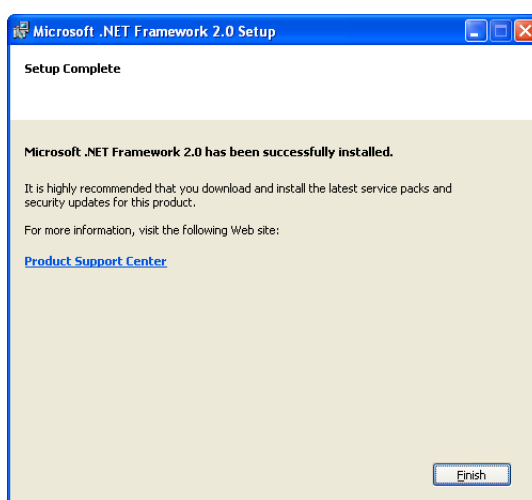 Microsoft .NET Framework 2.0 Setup
Setup Complete
Microsoft .NET Framework 2.0 has been successfully installed.
It is highly recommended that you download and install the latest service packs and
security updates for this product.
For more information, visit the following Web site:
Product Support Center
Finish